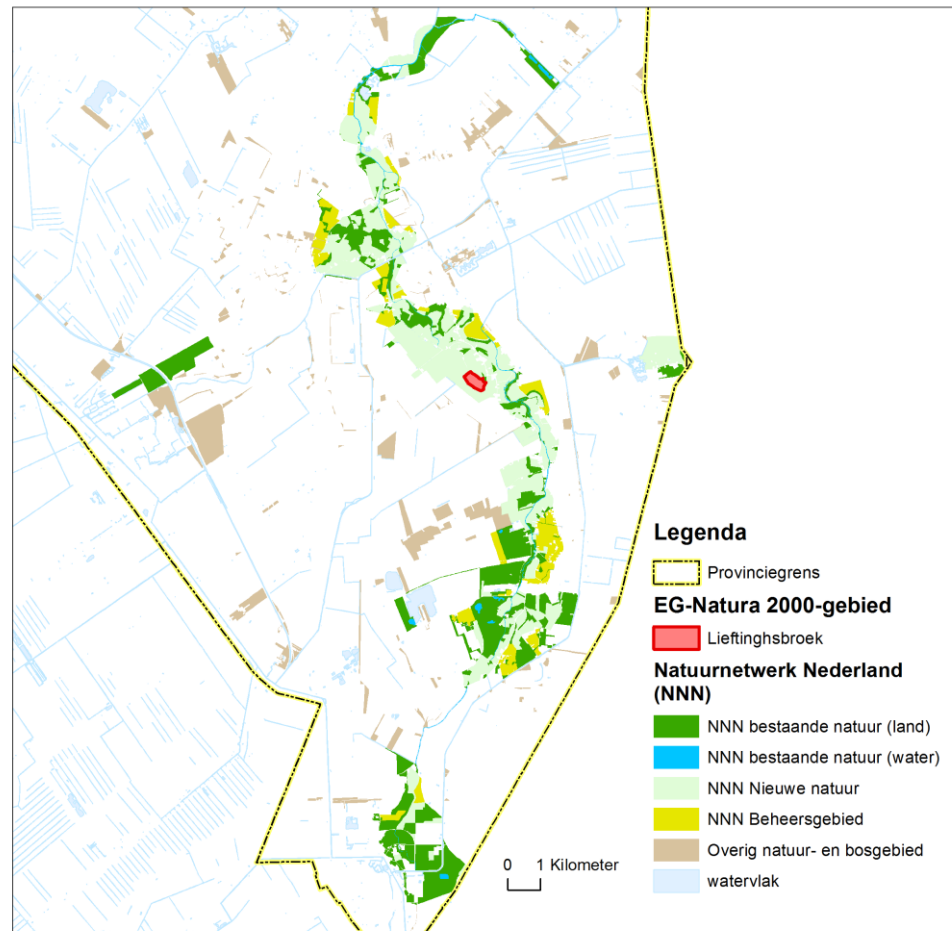 Legenda
Provinciegrens
EG-Natura 2000-gebied
Lieftinghsbroek
Natuurnetwerk Nederland
(NNN)
NNN bestaande natuur (land)
NNN bestaande natuur (water)
NNN Nieuwe natuur
NNN Beheersgebied
Overig natuur- en bosgebied
watervlak
0 1 Kilometer